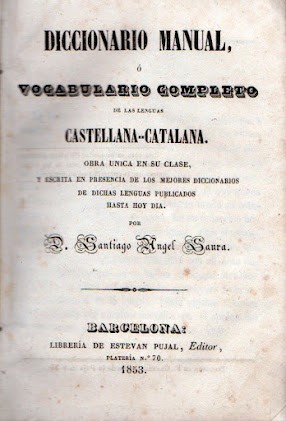 DICCIONARIO MANUAL,
Ó
VOCABULARIO COMPLETO
DE LAS LENGUAS
CASTELLANA--CATALANA.
OBRA UNICA EN SU CLASE,
Y ESCRITA EN PRESENCIA DE LOS MEJORES DICCIONARIOS
DE DICHAS LENGUAS PUBLICADOS
HASTA HOY DIA.
POR
D. Santiago Angel Saura.
BARCELONA:
LIBRERÍA DE ESTEVAN PUJAL, Editor,
PLATERÍA N.º 70.
1853.